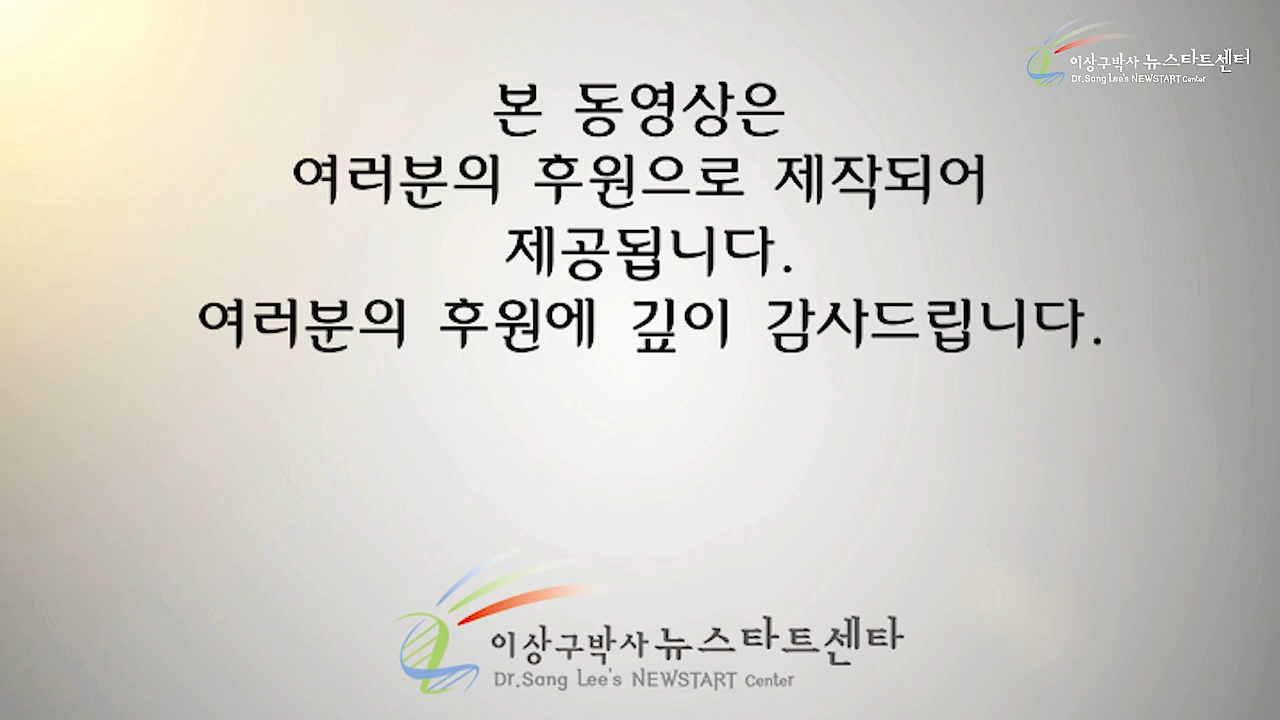 이상구박사 뉴스타트센터
Dr.Sang Lee's NEWSTART Center
본 동영상은
여러분의 후원으로 제작되어
제공됩니다.
여러분의 후원에 깊이 감사드립니다.
이상구박사 뉴스타트센타
Dr.Sang Lee's NEWSTART Center